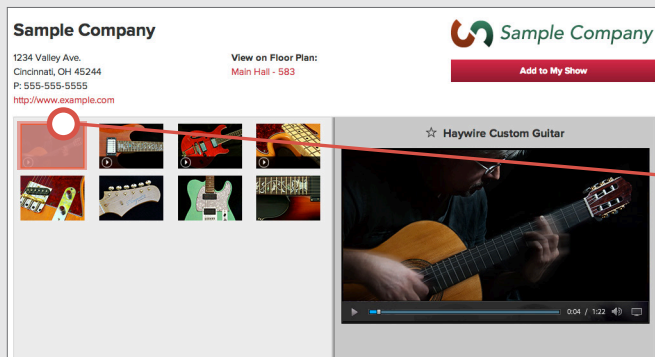 Sample Company
Sample Company
1234 Valley Ave.
Cincinnati, OH 45244
P: 555-555-5555
http://www.example.com
View on Floor Plan:
Main Hall - 583
Add to My Show
Haywire Custom Guitar
0:04 / 1:22